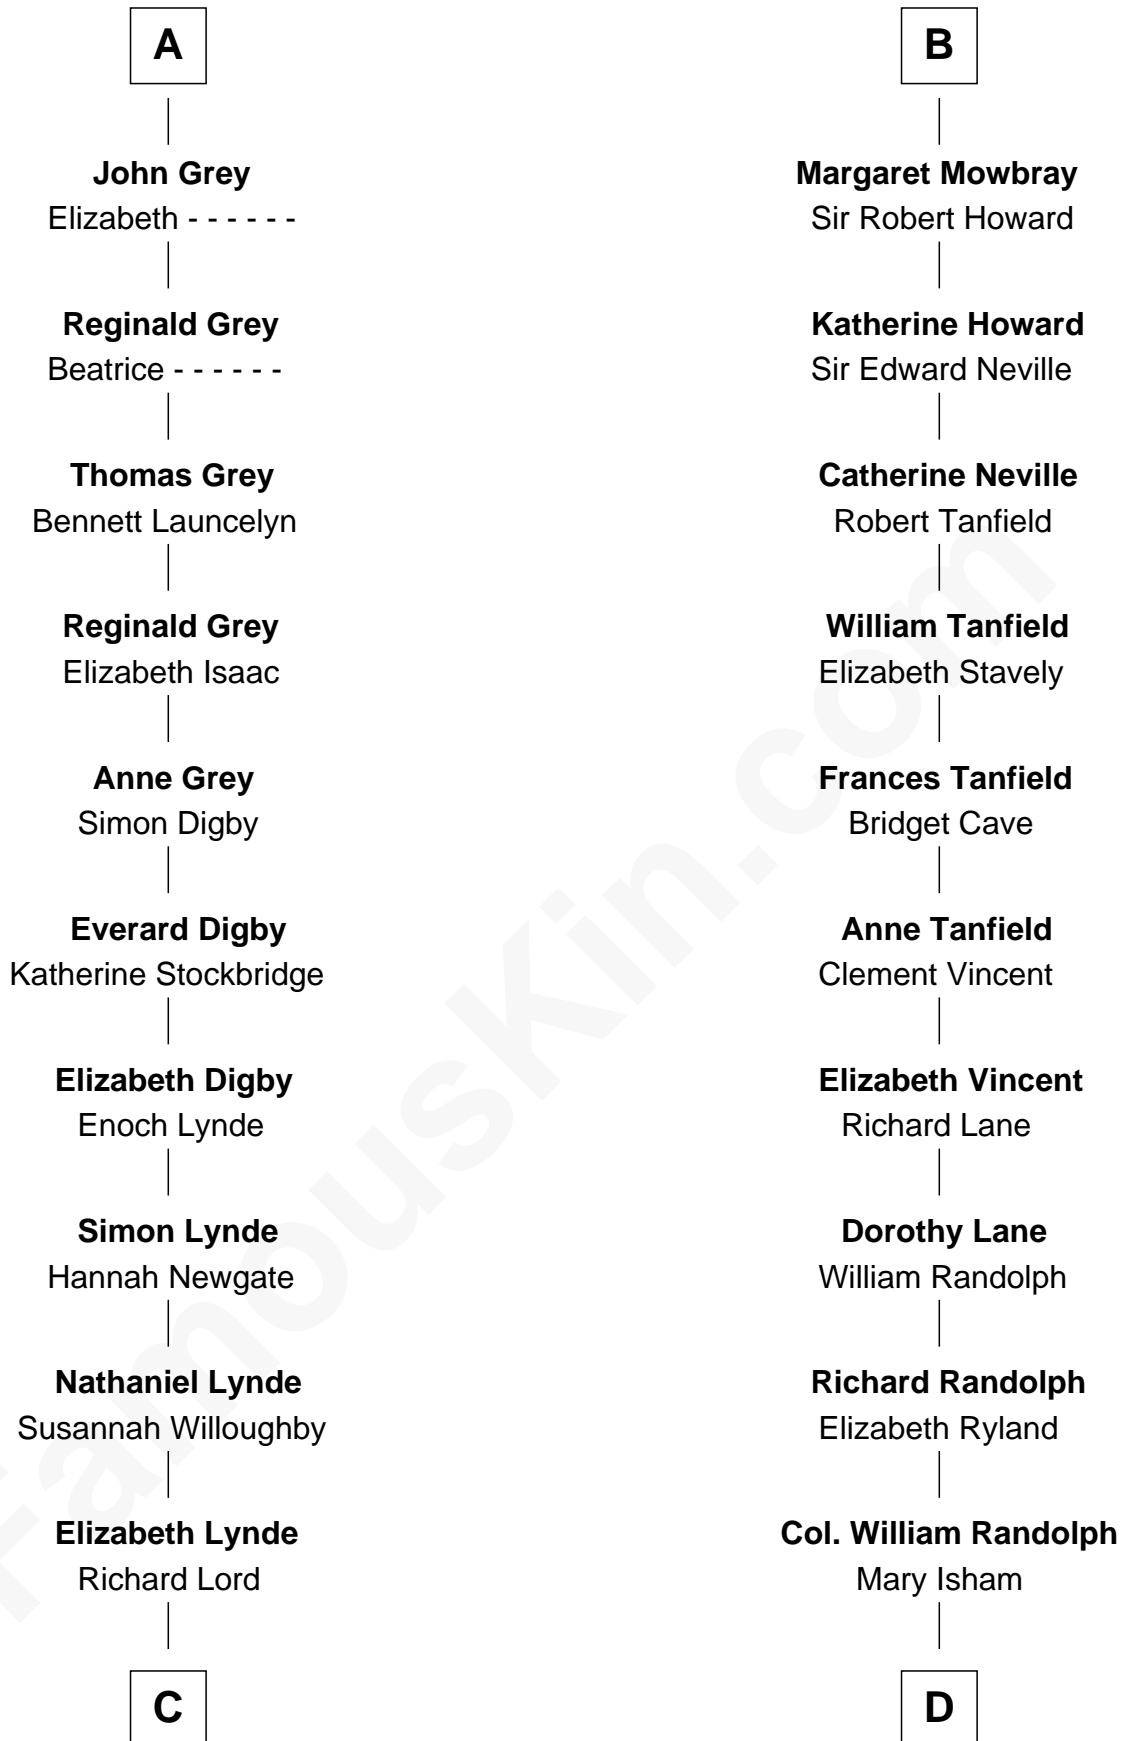 A
John Grey
Elizabeth - - - - - -
Reginald Grey
Beatrice - - - - - -
Thomas Grey
Bennett Launcelyn
Reginald Grey
Elizabeth Isaac
Anne Grey
Simon Digby
Everard Digby
Katherine Stockbridge
Elizabeth Digby
Enoch Lynde
Simon Lynde
Hannah Newgate
Nathaniel Lynde
Susannah Willoughby
Elizabeth Lynde
Richard Lord
C
B
Margaret Mowbray
Sir Robert Howard
Katherine Howard
Sir Edward Neville
Catherine Neville
Robert Tanfield
William Tanfield
Elizabeth Stavely
Frances Tanfield
Bridget Cave
Anne Tanfield
Clement Vincent
Elizabeth Vincent
Richard Lane
Dorothy Lane
William Randolph
Richard Randolph
Elizabeth Ryland
Col. William Randolph
Mary Isham
D
FamousKin.com